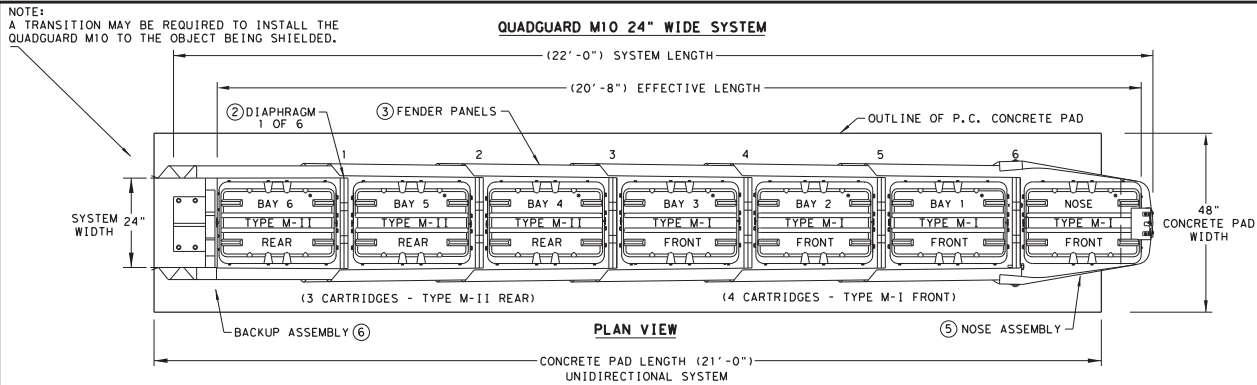 NOTE:
A TRANSITION MAY BE REQUIRED TO INSTALL THE
QUADGUARD M10 TO THE OBJECT BEING SHIELDED.
QUADGUARD M10 24" WIDE SYSTEM
(22'-0") SYSTEM LENGTH
(20'-8") EFFECTIVE LENGTH
② DIAPHRAGM
1 OF 6
③ FENDER PANELS
OUTLINE OF P.C. CONCRETE PAD
1 2 3 4 5 6
SYSTEM 24"
WIDTH
BAY 6 BAY 5 BAY 4 BAY 3 BAY 2 BAY 1 NOSE
TYPE M-II TYPE M-II TYPE M-II TYPE M-I TYPE M-I TYPE M-I TYPE M-I
REAR REAR REAR FRONT FRONT FRONT FRONT
48"
CONCRETE PAD
WIDTH
(3 CARTRIDGES - TYPE M-II REAR) (4 CARTRIDGES - TYPE M-I FRONT)
BACKUP ASSEMBLY ⑥
PLAN VIEW
⑤ NOSE ASSEMBLY
CONCRETE PAD LENGTH (21'-0")
UNIDIRECTIONAL SYSTEM